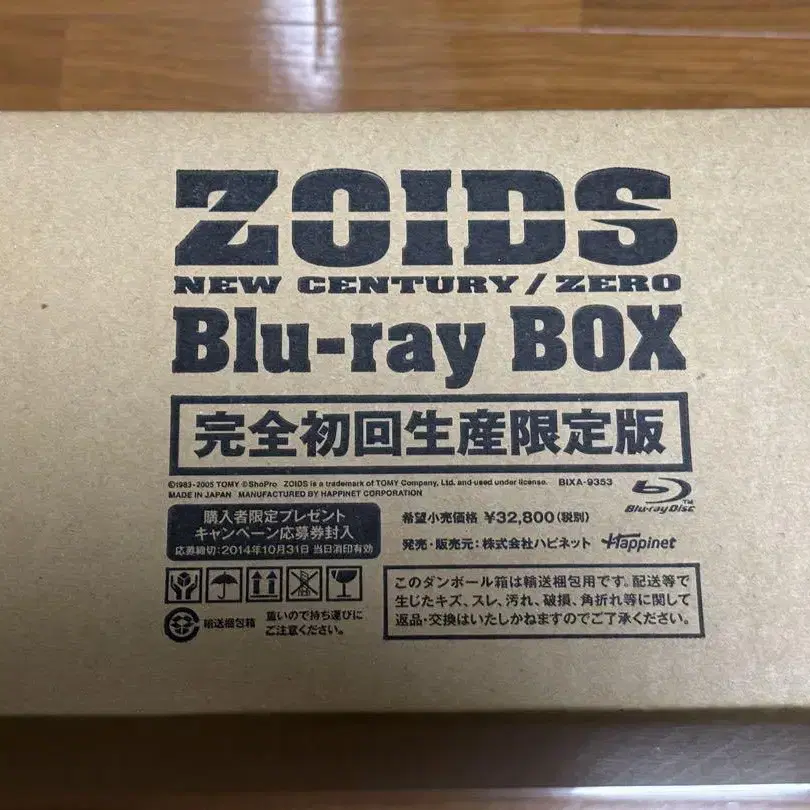 ZOIDS
NEW CENTURY/ZERO
Blu-ray BOX
完全初回生産限定版
©1983-2005 TOMY ©ShoPro ZOIDS is a trademark of TOMY Company, Ltd. and used under license. BIXA-9353
MADE IN JAPAN MANUFACTURED BY HAPPINET CORPORATION
Blu-ray Disc™
購入者限定プレゼント
キャンペーン応募券封入
応募締切:2014年10月31日 当日消印有効
希望小売価格 ¥32,800(税別)
発売・販売元:株式会社ハピネット Happinet
輸送梱包箱
重いので持ち運びに
ご注意ください。
このダンボール箱は輸送梱包用です。配送等で
生じたキズ、スレ、汚れ、破損、角折れ等に関して
返品・交換はいたしかねますのでご了承ください。